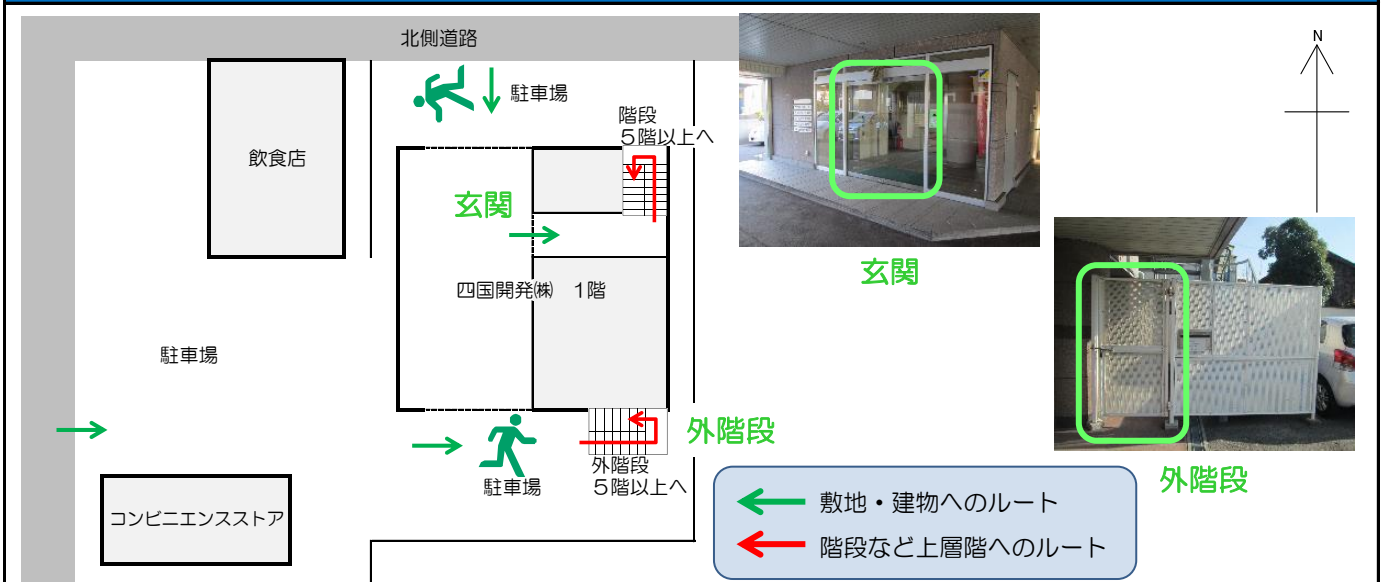 北側道路
N
駐車場
階段
５階以上へ
飲食店
玄関
玄関
四国開発㈱　1階
駐車場
外階段
外階段
５階以上へ
駐車場
外階段
コンビニエンスストア
敷地・建物へのルート
階段など上層階へのルート